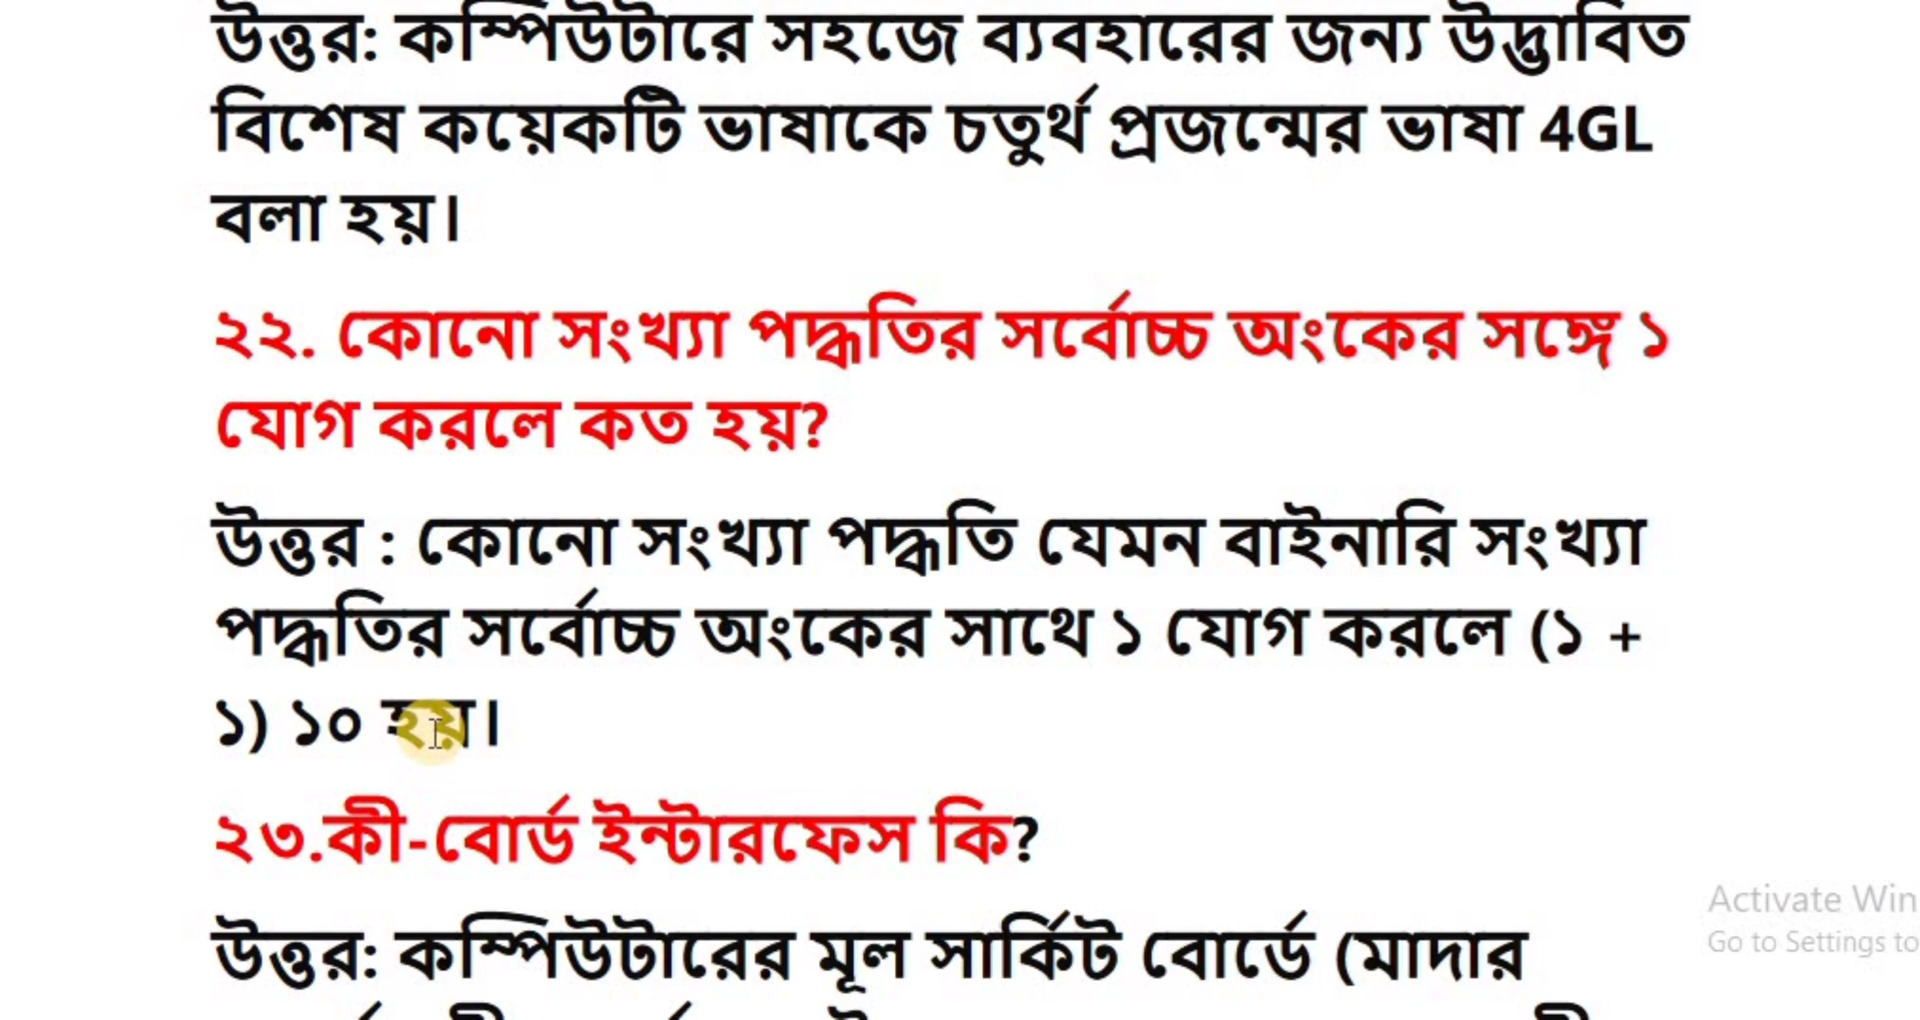 উত্তর: কম্পিউটারে সহজে ব্যবহারের জন্য উদ্ভাবিত
বিশেষ কয়েকটি ভাষাকে চতুর্থ প্রজন্মের ভাষা 4GL
বলা হয়।
২২. কোনো সংখ্যা পদ্ধতির সর্বোচ্চ অংকের সঙ্গে ১
যোগ করলে কত হয়?
উত্তর : কোনো সংখ্যা পদ্ধতি যেমন বাইনারি সংখ্যা
পদ্ধতির সর্বোচ্চ অংকের সাথে ১ যোগ করলে (১ +
১) ১০ হয়।
২৩.কী-বোর্ড ইন্টারফেস কি?
উত্তর: কম্পিউটারের মূল সার্কিট বোর্ডে (মাদার
Activate Win
Go to Settings to